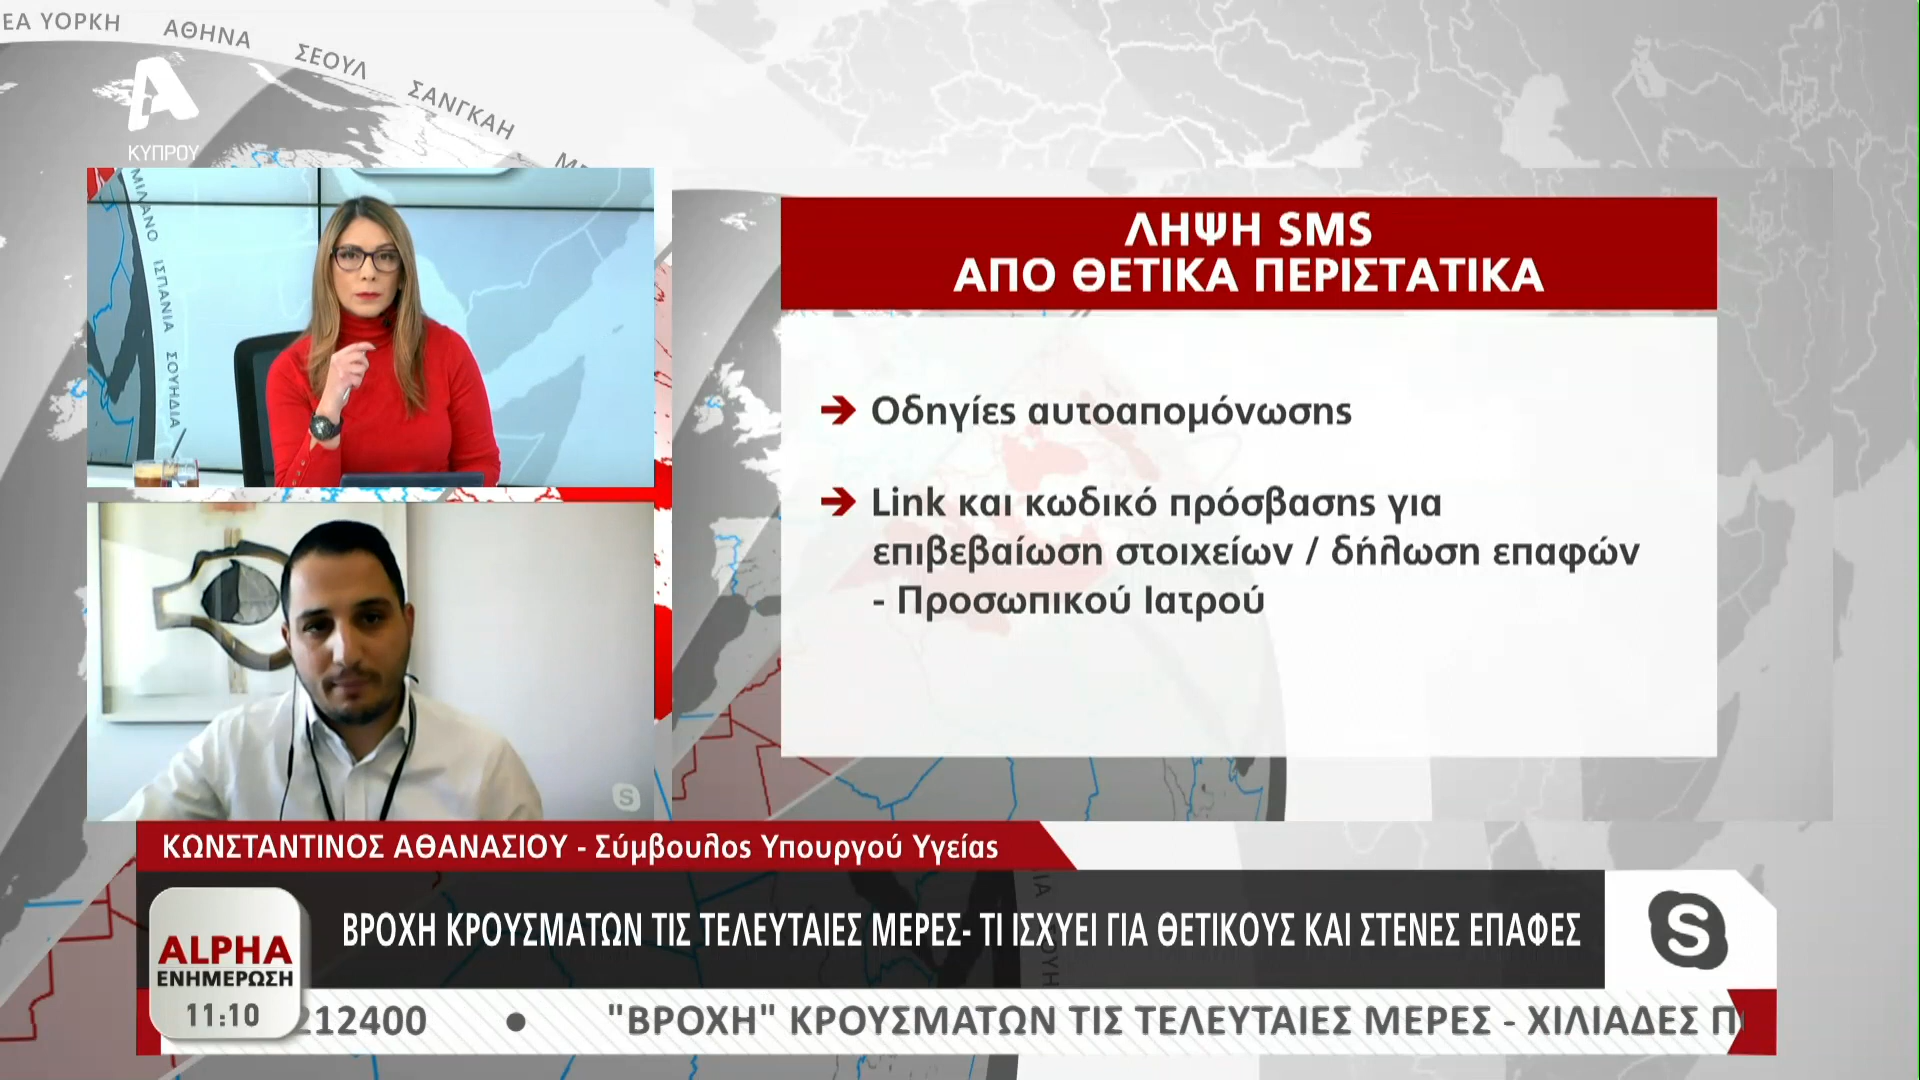 ΕΑ ΥΟΡΚΗ ΑΘΗΝΑ ΣΕΟΥΛ ΣΑΝΓΚΑΗ
ΚΥΠΡΟΥ
ΜΙΛΑΝΟ ΙΣΠΑΝΙΑ ΣΟΥΗΔΙΑ
ΛΗΨΗ SMS
ΑΠΟ ΘΕΤΙΚΑ ΠΕΡΙΣΤΑΤΙΚΑ
Οδηγίες αυτοαπομόνωσης
Link και κωδικό πρόσβασης για
επιβεβαίωση στοιχείων / δήλωση επαφών
- Προσωπικού Ιατρού
ΚΩΝΣΤΑΝΤΙΝΟΣ ΑΘΑΝΑΣΙΟΥ - Σύμβουλος Υπουργού Υγείας
ΒΡΟΧΗ ΚΡΟΥΣΜΑΤΩΝ ΤΙΣ ΤΕΛΕΥΤΑΙΕΣ ΜΕΡΕΣ- ΤΙ ΙΣΧΥΕΙ ΓΙΑ ΘΕΤΙΚΟΥΣ ΚΑΙ ΣΤΕΝΕΣ ΕΠΑΦΕΣ
ALPHA
ΕΝΗΜΕΡΩΣΗ
11:10
212400 • "ΒΡΟΧΗ" ΚΡΟΥΣΜΑΤΩΝ ΤΙΣ ΤΕΛΕΥΤΑΙΕΣ ΜΕΡΕΣ - ΧΙΛΙΑΔΕΣ Π